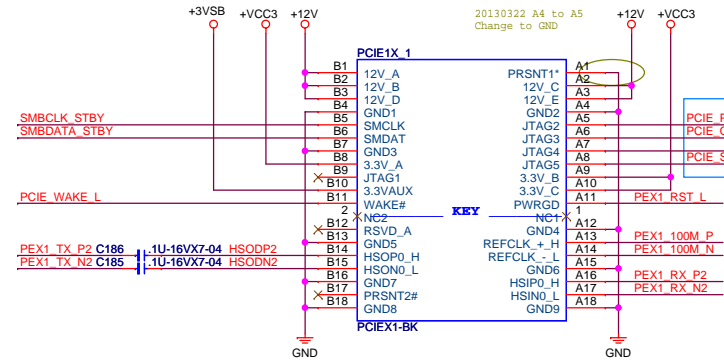 20130322 A4 to A5
Change to GND
+3VSB +VCC3 +12V +12V +VCC3
PCIE1X_1
B1 12V_A PRSNT1* A1
B2 12V_B 12V_C A2
B3 12V_D 12V_E A3
B4 GND1 GND2 A4
SMBCLK_STBY B5 SMCLK JTAG2 A5 PCIE_
SMBDATA_STBY B6 SMDAT JTAG3 A6 PCIE_
B7 GND3 JTAG4 A7
B8 3.3V_A JTAG5 A8 PCIE_S
B9 JTAG1 3.3V_B A9
B10 3.3VAUX 3.3V_C A10
PCIE_WAKE_L B11 WAKE# PWRGD A11 PEX1_RST_L
2 NC2 KEY NC1 1
B12 RSVD_A GND4 A12
B13 GND5 REFCLK_+_H A13 PEX1_100M_P
PEX1_TX_P2 C186 .1U-16VX7-04 HSODP2 B14 HSOP0_H REFCLK_-_L A14 PEX1_100M_N
PEX1_TX_N2 C185 .1U-16VX7-04 HSODN2 B15 HSON0_L GND6 A15
B16 GND7 HSIP0_H A16 PEX1_RX_P2
B17 PRSNT2# HSIN0_L A17 PEX1_RX_N2
B18 GND8 GND9 A18
PCIEX1-BK
GND GND